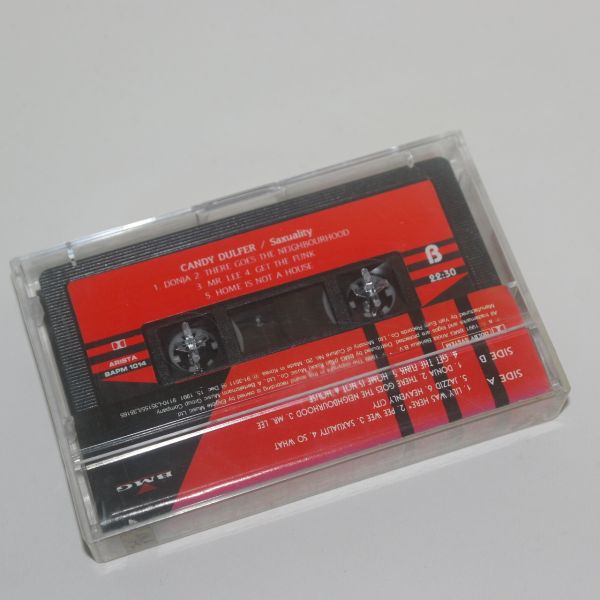 CANDY DULFER / Saxuality
1. DONJA 2. THERE GOES THE NEIGHBOURHOOD
3. MR. LEE 4. GET THE FUNK
5. HOME IS NOT A HOUSE
B
22:30
ARISTA
BAPM 1014
DOLBY SYSTEM
SIDE A
1. LILY WAS HERE* 2. PEE WEE 3. SAXUALITY 4. SO WHAT
5. JAZZID 6. HEAVENLY CITY
SIDE B
1. DONJA 2. THERE GOES THE NEIGHBOURHOOD 3. MR. LEE
4. GET THE FUNK 5. HOME IS NOT A HOUSE
BMG